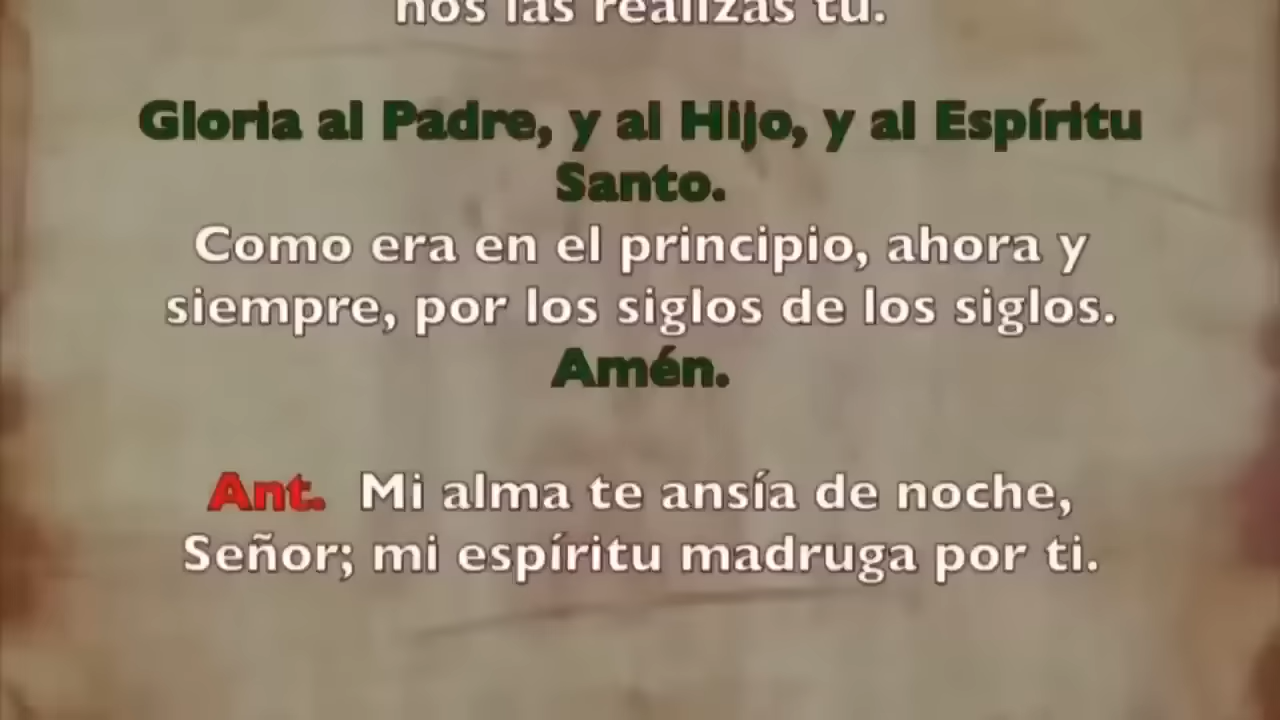 nos las realizas tú.
Gloria al Padre, y al Hijo, y al Espíritu
Santo.
Como era en el principio, ahora y
siempre, por los siglos de los siglos.
Amén.
Ant. Mi alma te ansía de noche,
Señor; mi espíritu madruga por ti.